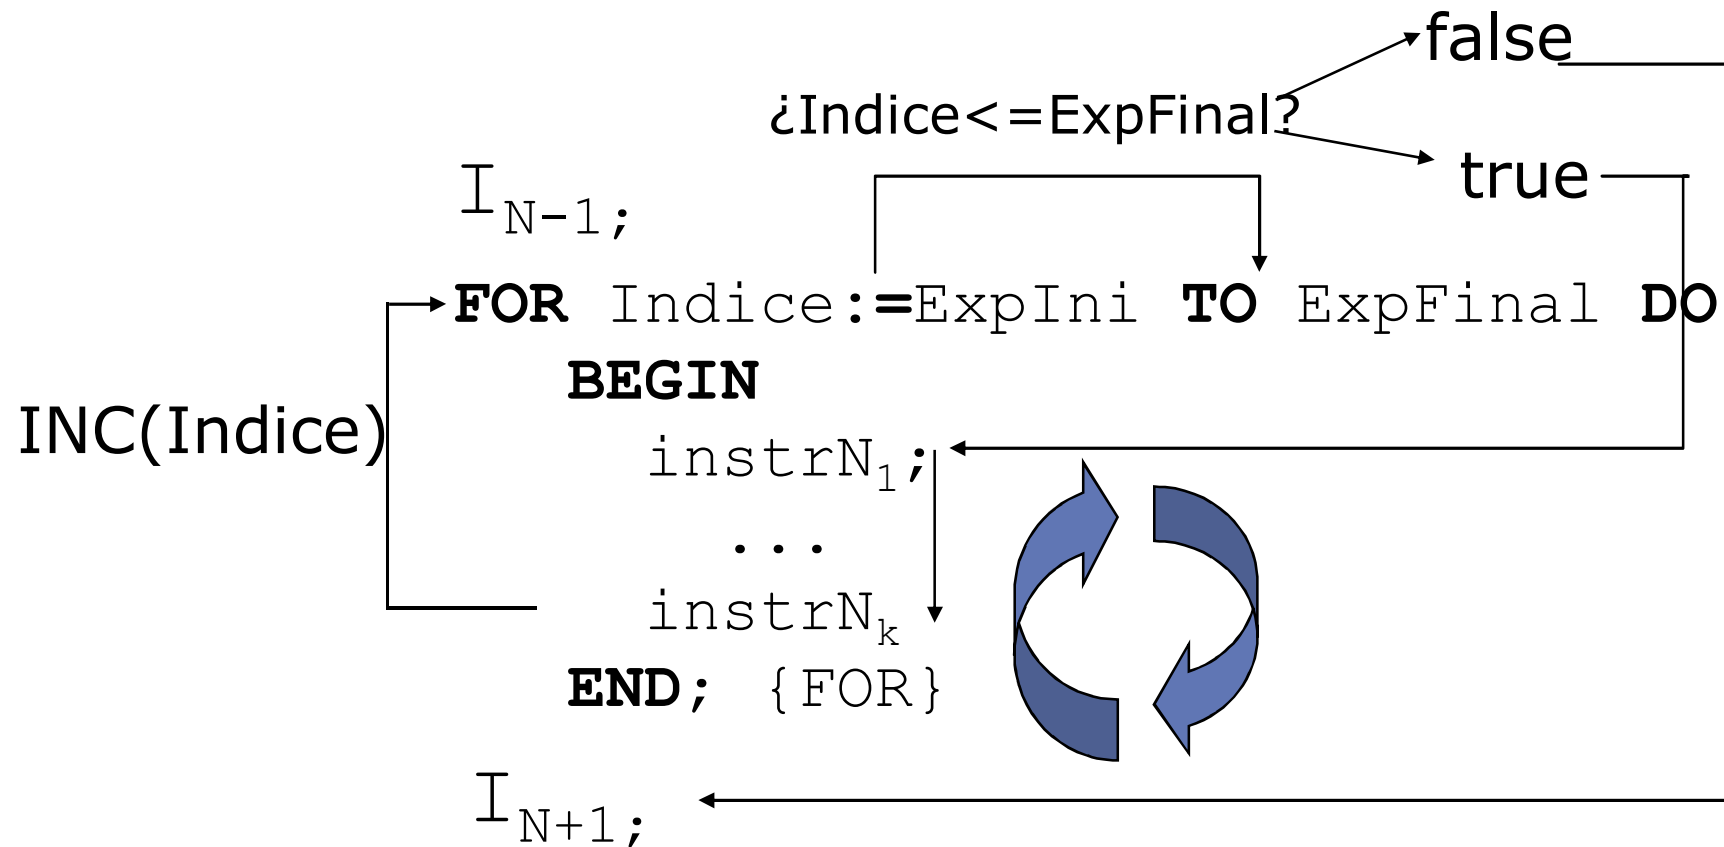 false
¿Indice<=ExpFinal?
true
I_{N-1};
FOR Indice:=ExpIni TO ExpFinal DO
BEGIN
INC(Indice)
instrN_1;
...
instrN_k
END; {FOR}
I_{N+1};